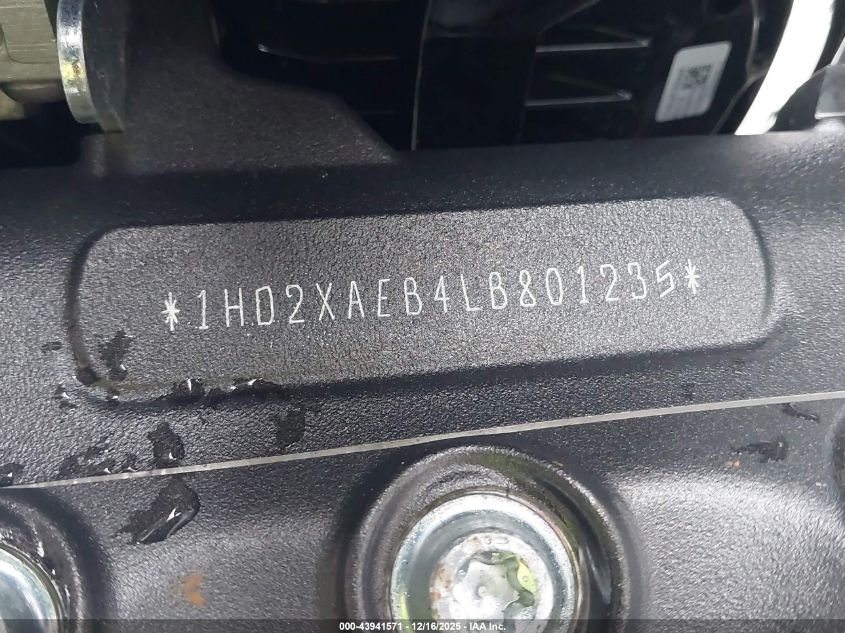 *1HD2XAEB4LB801235*
000-43941571 - 12/16/2025 - IAA Inc.